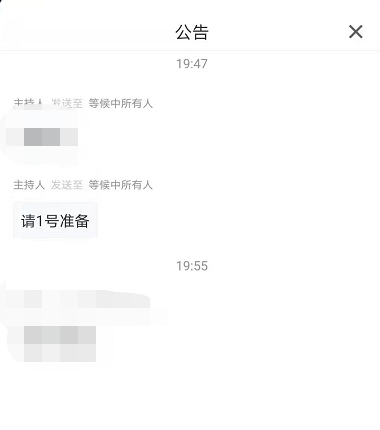 公告
19:47
主持人 发送至 等候中所有人
主持人 发送至 等候中所有人
请1号准备
19:55